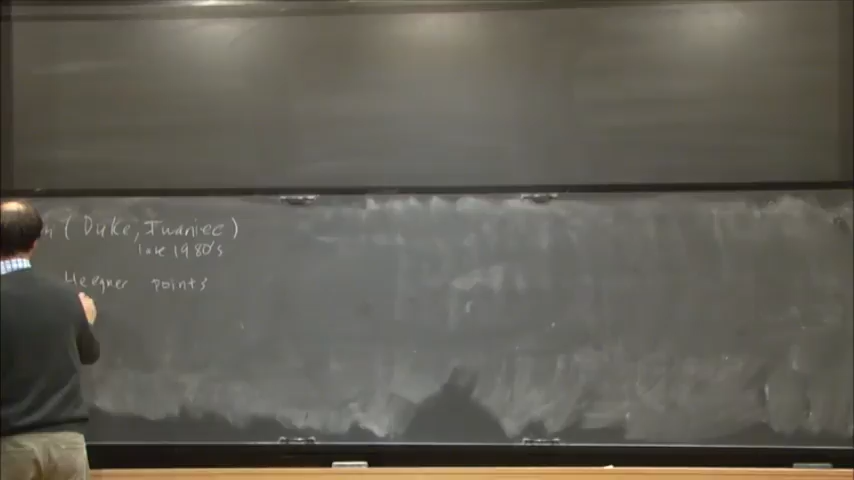 (Duke, Iwaniec)
late 1980's
Heegner points